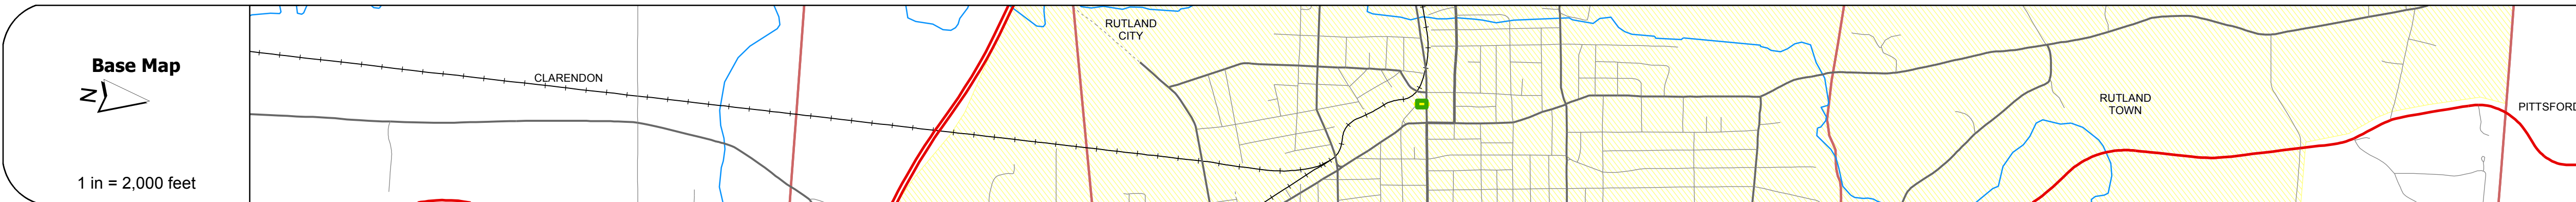 Base Map
N
1 in = 2,000 feet
CLARENDON
RUTLAND
CITY
RUTLAND
TOWN
PITTSFORD